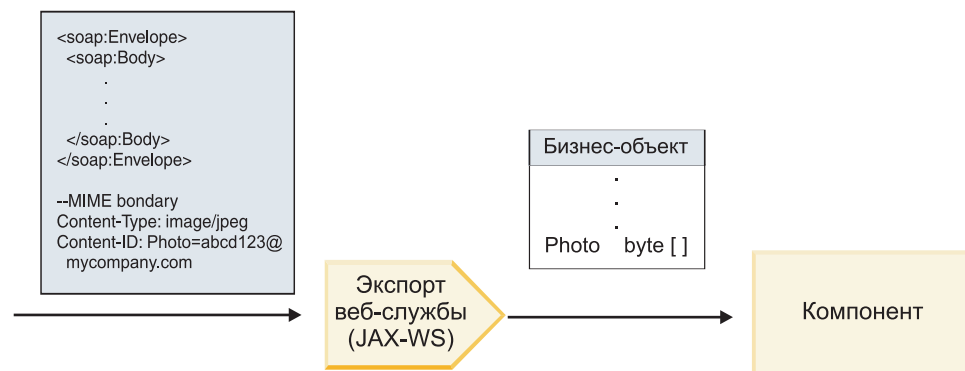 <soap:Envelope>
<soap:Body>
.
.
.
</soap:Body>
</soap:Envelope>
--MIME bondary
Content-Type: image/jpeg
Content-ID: Photo=abcd123@
mycompany.com
Бизнес-объект
.
.
.
Photo byte [ ]
Экспорт
веб-службы
(JAX-WS)
Компонент